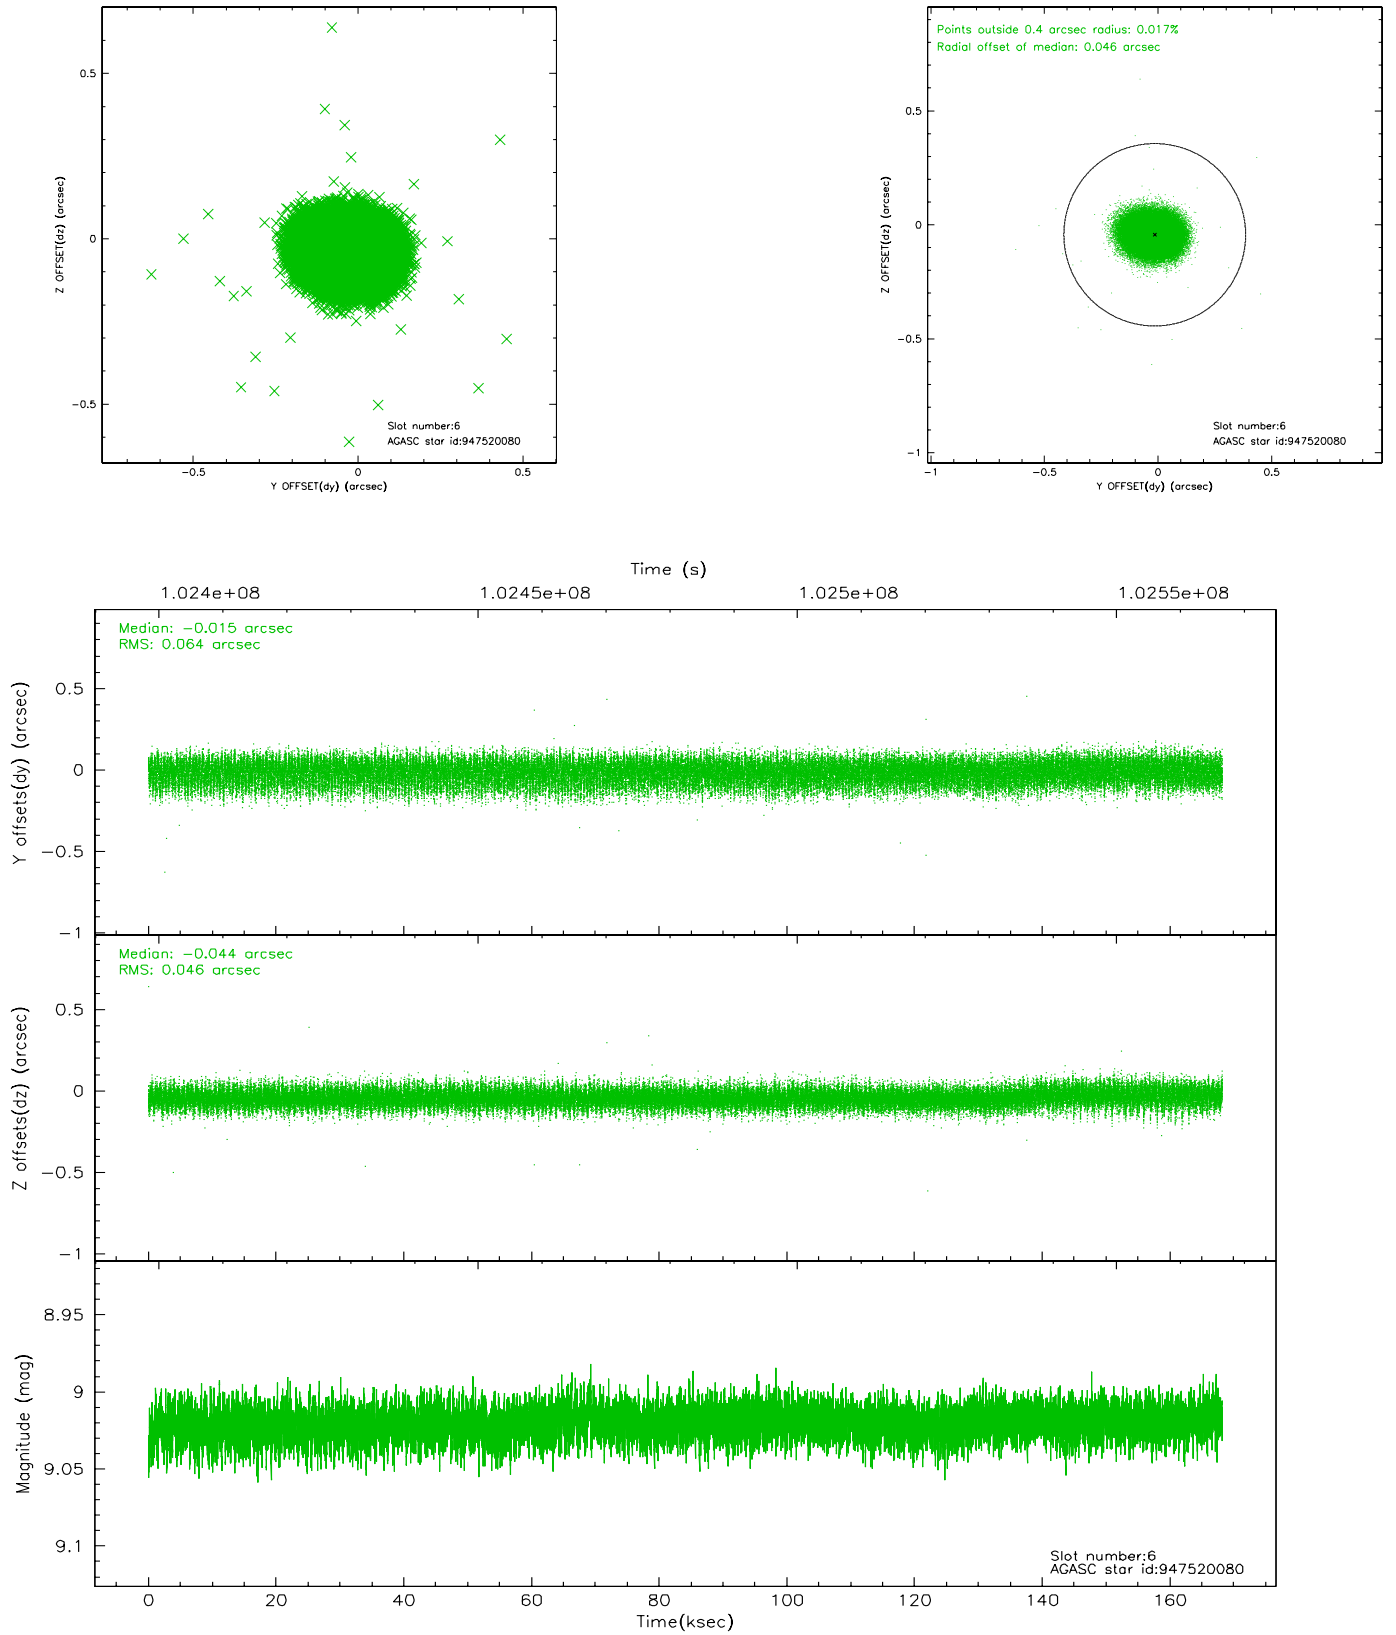 0.5
0
−0.5
Z OFFSET(dz) (arcsec)
Slot number:6
AGASC star id:947520080
−0.5 0 0.5
Y OFFSET(dy) (arcsec)
Points outside 0.4 arcsec radius: 0.017%
Radial offset of median: 0.046 arcsec
0.5
0
−0.5
−1
Z OFFSET(dz) (arcsec)
Slot number:6
AGASC star id:947520080
−1 −0.5 0 0.5
Y OFFSET(dy) (arcsec)
Time (s)
1.024e+08 1.0245e+08 1.025e+08 1.0255e+08
Median: −0.015 arcsec
RMS: 0.064 arcsec
0.5
0
−0.5
−1
Y offsets(dy) (arcsec)
Median: −0.044 arcsec
RMS: 0.046 arcsec
0.5
0
−0.5
−1
Z offsets(dz) (arcsec)
8.95
9
9.05
9.1
Magnitude (mag)
Slot number:6
AGASC star id:947520080
0 20 40 60 80 100 120 140 160
Time(ksec)